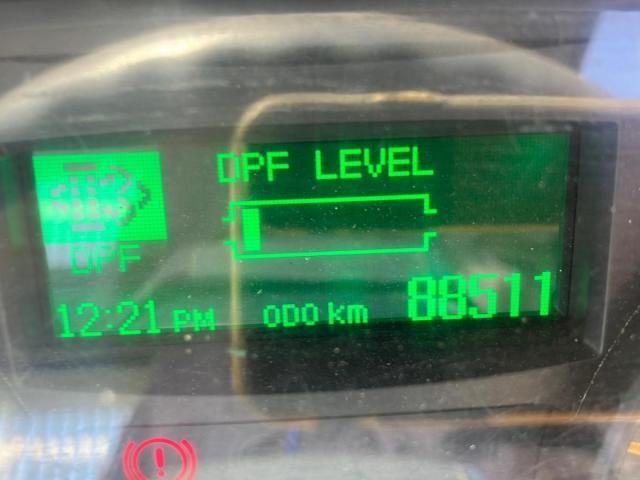 DPF LEVEL
DPF
12:21 PM ODO km 88511